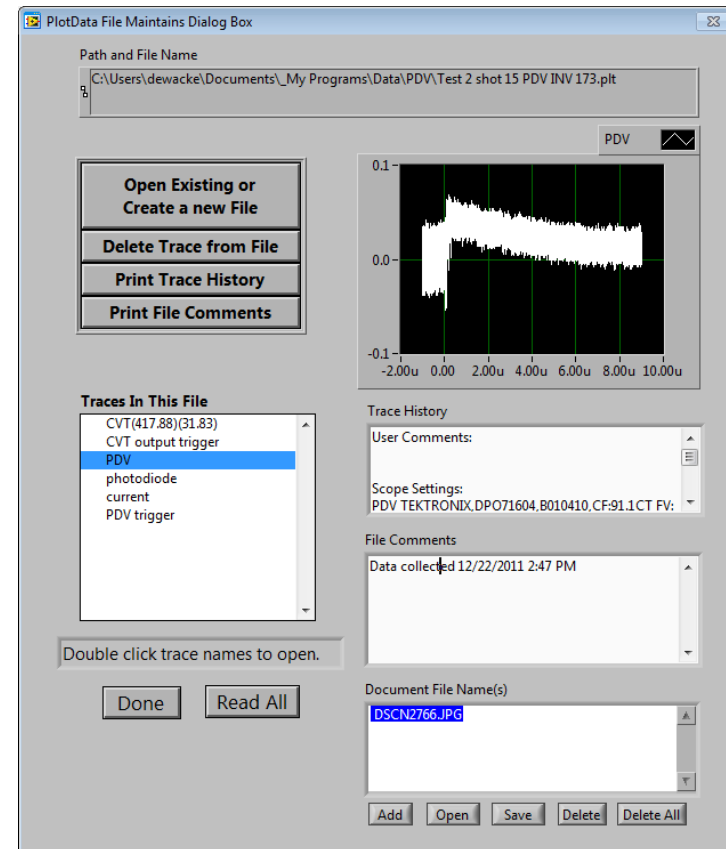 PlotData File Maintains Dialog Box
Path and File Name
C:\Users\dewacke\Documents\_My Programs\Data\PDV\Test 2 shot 15 PDV INV 173.plt
PDV
Open Existing or
Create a new File
Delete Trace from File
Print Trace History
Print File Comments
0.1
0.0
-0.1
-2.00u 0.00 2.00u 4.00u 6.00u 8.00u 10.00u
Traces In This File
CVT(417.88)(31.83)
CVT output trigger
PDV
photodiode
current
PDV trigger
Trace History
User Comments:
Scope Settings:
PDV TEKTRONIX,DPO71604,B010410,CF:91.1CT FV:
File Comments
Data collected 12/22/2011 2:47 PM
Double click trace names to open.
Done Read All
Document File Name(s)
DSCN2766.JPG
Add Open Save Delete Delete All